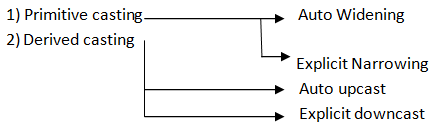 1) Primitive casting Auto Widening
2) Derived casting
Explicit Narrowing
Auto upcast
Explicit downcast